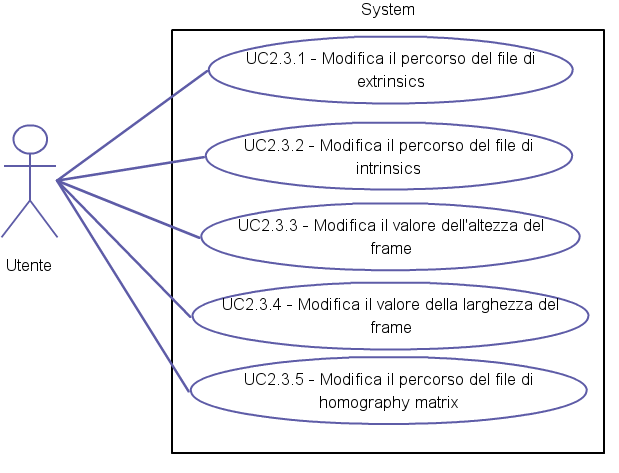 System
UC2.3.1 - Modifica il percorso del file di
extrinsics
UC2.3.2 - Modifica il percorso del file di
intrinsics
UC2.3.3 - Modifica il valore dell'altezza del
frame
Utente
UC2.3.4 - Modifica il valore della larghezza del
frame
UC2.3.5 - Modifica il percorso del file di
homography matrix